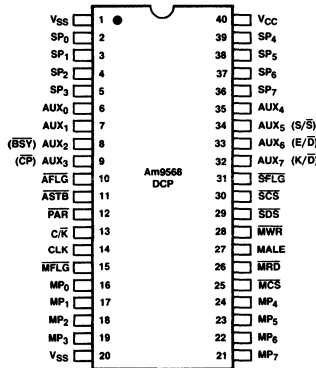 VSS 1 40 VCC
SP0 2 39 SP4
SP1 3 38 SP5
SP2 4 37 SP6
SP3 5 36 SP7
AUX0 6 35 AUX4
AUX1 7 34 AUX5 (S/S̅)
(B̅S̅Y̅) AUX2 8 33 AUX6 (E/D̅)
(C̅P̅) AUX3 9 Am9568 32 AUX7 (K/D̅)
A̅F̅L̅G̅ 10 DCP 31 S̅F̅L̅G̅
A̅S̅T̅B̅ 11 30 S̅C̅S̅
P̅A̅R̅ 12 29 S̅D̅S̅
C/K̅ 13 28 M̅W̅R̅
CLK 14 27 MALE
M̅F̅L̅G̅ 15 26 M̅R̅D̅
MP0 16 25 M̅C̅S̅
MP1 17 24 MP4
MP2 18 23 MP5
MP3 19 22 MP6
VSS 20 21 MP7